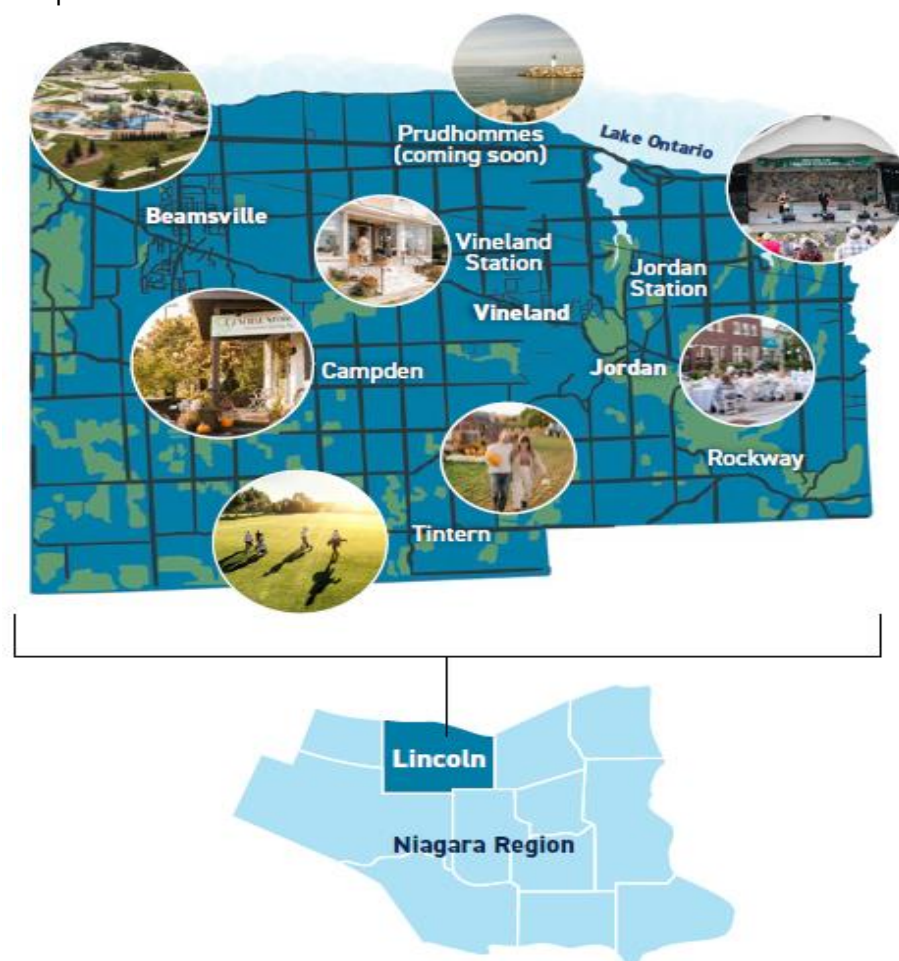 Prudhommes
(coming soon)
Lake Ontario
Beamsville
Vineland
Station
Jordan
Station
Vineland
Campden
Jordan
Rockway
Tintern
Lincoln
Niagara Region